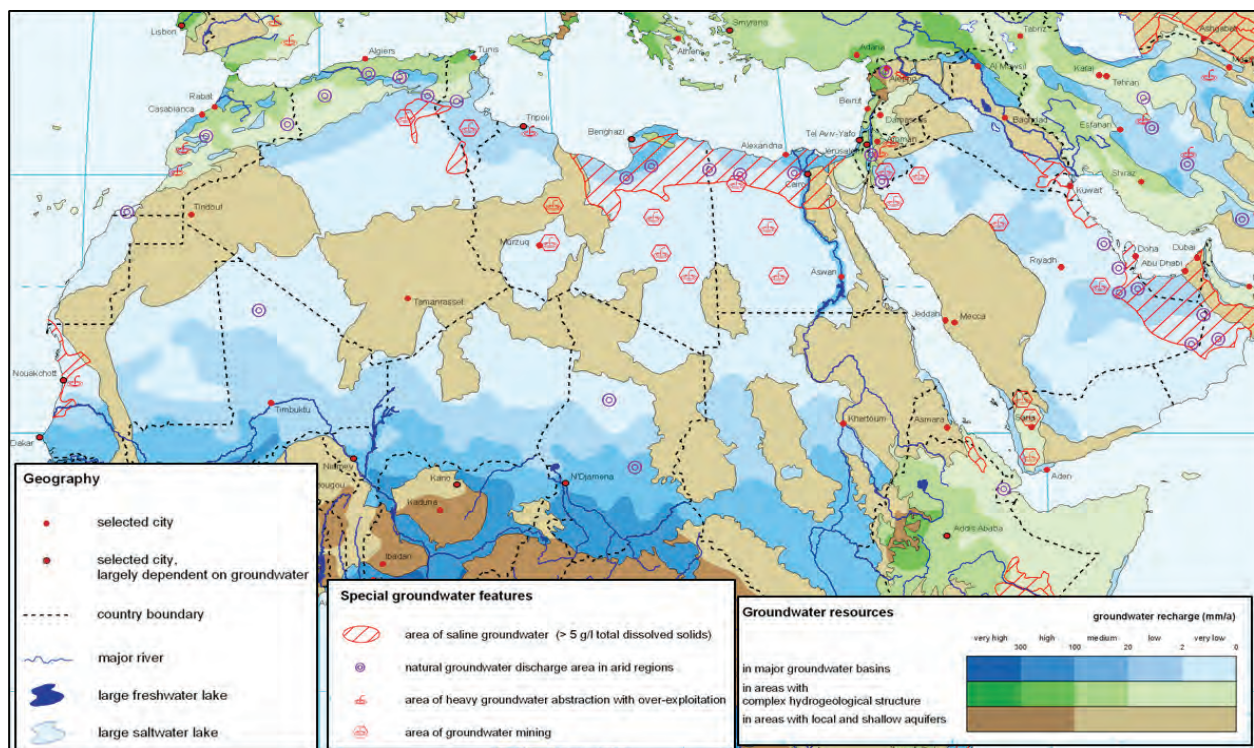 Lisbon
Smyrna
Athens
Adana
Tabriz
Ashgabat
Algiers
Tunis
Aleppo
Al Mawsil
Karaj
Tehran
Rabat
Casablanca
Beirut
Damascus
Baghdad
Esfahan
Tripoli
Benghazi
Alexandria
Tel Aviv-Yafo
Amman
Jerusalem
Cairo
Kuwait
Shiraz
Tindouf
Murzuq
Riyadh
Doha
Dubai
Abu Dhabi
Aswan
Tamanrasset
Jeddah
Mecca
Nouakchott
Timbuktu
Khartoum
Asmara
Sana
Dakar
Niamey
Kano
N'Djamena
Aden
Kaduna
Addis Ababa
Ibadan
Geography
selected city
selected city,
largely dependent on groundwater
country boundary
major river
large freshwater lake
large saltwater lake
Special groundwater features
area of saline groundwater (> 5 g/l total dissolved solids)
natural groundwater discharge area in arid regions
area of heavy groundwater abstraction with over-exploitation
area of groundwater mining
Groundwater resources
groundwater recharge (mm/a)
very high high medium low very low
300 100 20 2 0
in major groundwater basins
in areas with
complex hydrogeological structure
in areas with local and shallow aquifers